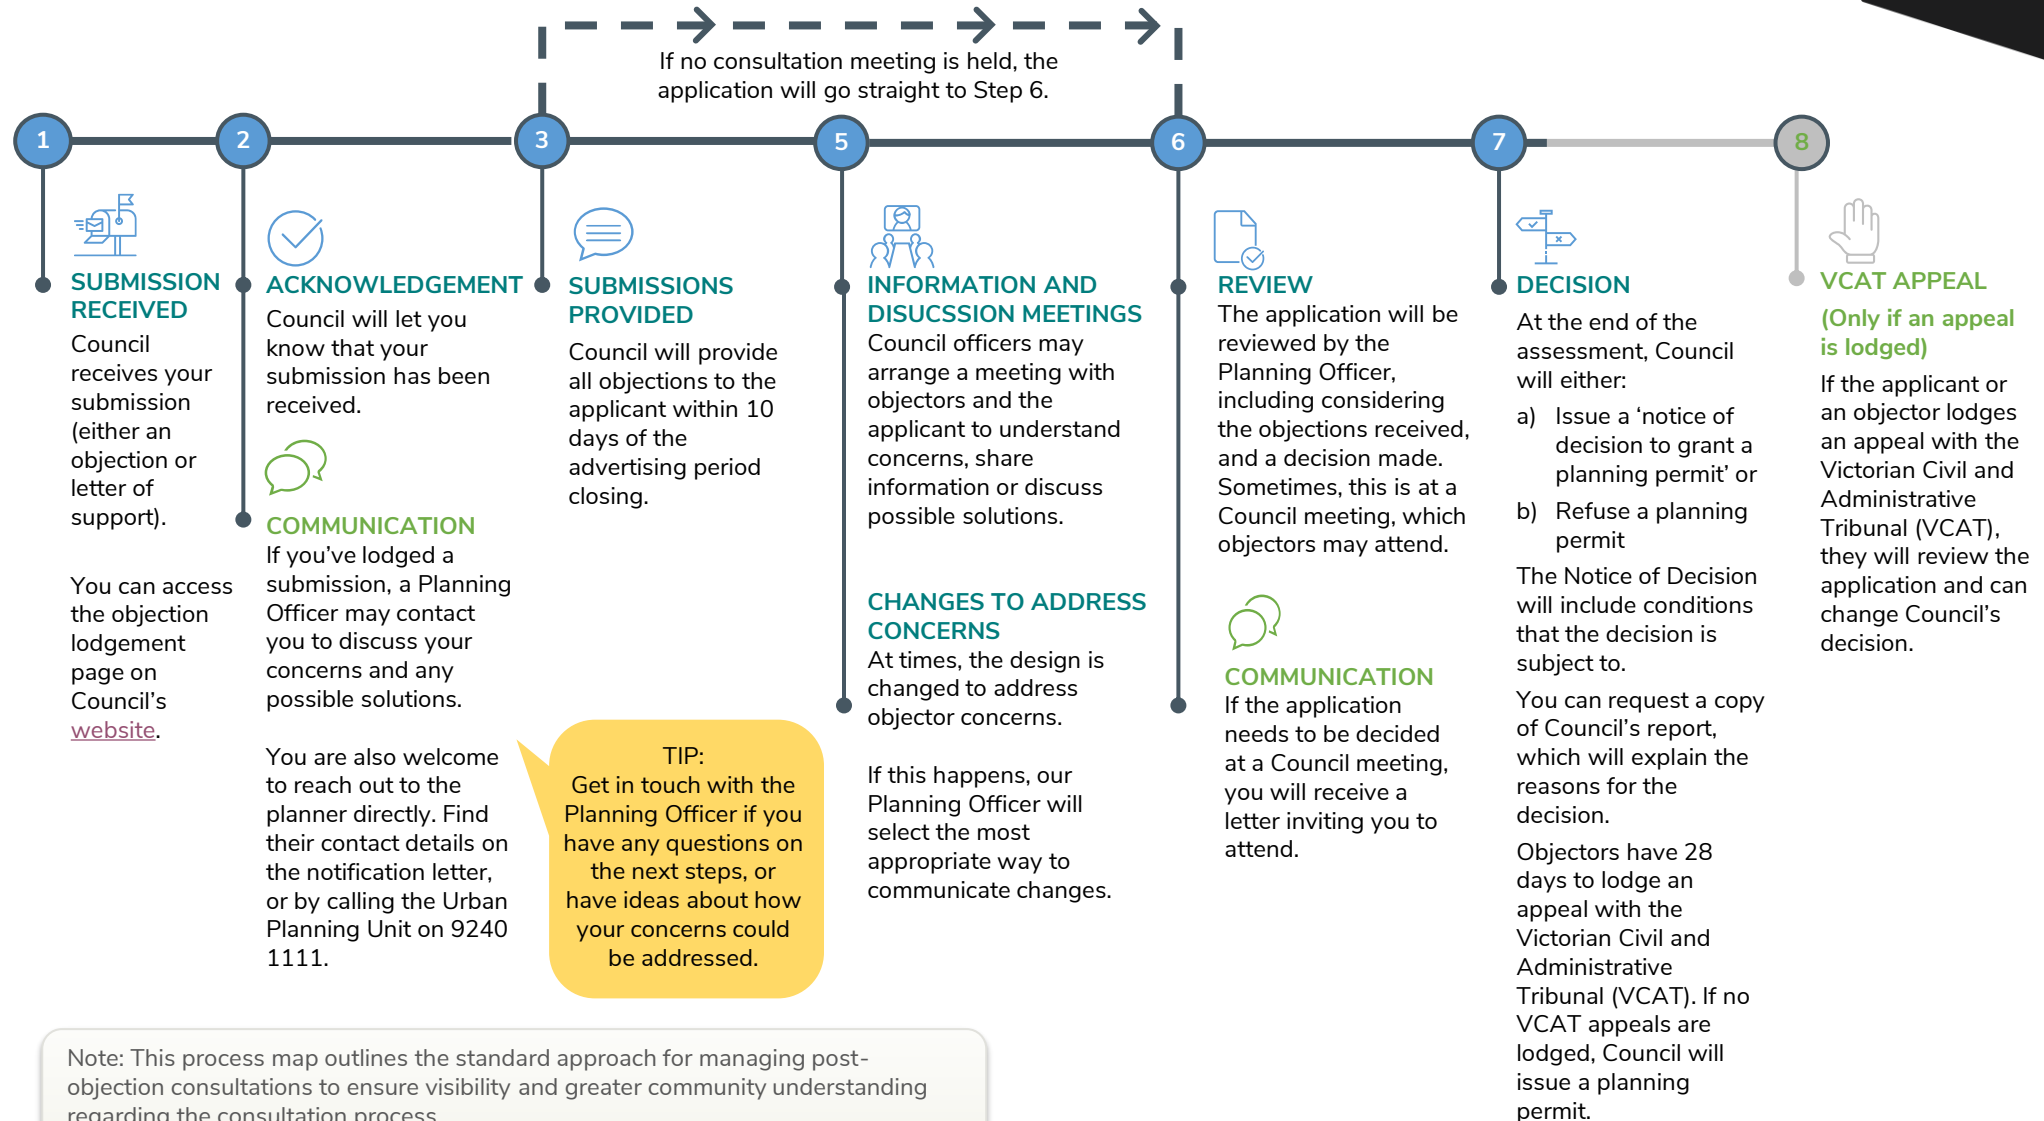 If no consultation meeting is held, the
application will go straight to Step 6.
1
2
3
5
6
7
8
SUBMISSION
RECEIVED
Council
receives your
submission
(either an
objection or
letter of
support).
You can access
the objection
lodgement
page on
Council's
website.
ACKNOWLEDGEMENT
Council will let you
know that your
submission has been
received.
COMMUNICATION
If you've lodged a
submission, a Planning
Officer may contact
you to discuss your
concerns and any
possible solutions.
You are also welcome
to reach out to the
planner directly. Find
their contact details on
the notification letter,
or by calling the Urban
Planning Unit on 9240
1111.
SUBMISSIONS
PROVIDED
Council will provide
all objections to the
applicant within 10
days of the
advertising period
closing.
TIP:
Get in touch with the
Planning Officer if you
have any questions on
the next steps, or
have ideas about how
your concerns could
be addressed.
INFORMATION AND
DISUCSSION MEETINGS
Council officers may
arrange a meeting with
objectors and the
applicant to understand
concerns, share
information or discuss
possible solutions.
CHANGES TO ADDRESS
CONCERNS
At times, the design is
changed to address
objector concerns.
If this happens, our
Planning Officer will
select the most
appropriate way to
communicate changes.
REVIEW
The application will be
reviewed by the
Planning Officer,
including considering
the objections received,
and a decision made.
Sometimes, this is at a
Council meeting, which
objectors may attend.
COMMUNICATION
If the application
needs to be decided
at a Council meeting,
you will receive a
letter inviting you to
attend.
DECISION
At the end of the
assessment, Council
will either:
a) Issue a ‘notice of
decision to grant a
planning permit’ or
b) Refuse a planning
permit
The Notice of Decision
will include conditions
that the decision is
subject to.
You can request a copy
of Council's report,
which will explain the
reasons for the
decision.
Objectors have 28
days to lodge an
appeal with the
Victorian Civil and
Administrative
Tribunal (VCAT). If no
VCAT appeals are
lodged, Council will
issue a planning
permit.
VCAT APPEAL
(Only if an appeal
is lodged)
If the applicant or
an objector lodges
an appeal with the
Victorian Civil and
Administrative
Tribunal (VCAT),
they will review the
application and can
change Council's
decision.
Note: This process map outlines the standard approach for managing post-
objection consultations to ensure visibility and greater community understanding
regarding the consultation process